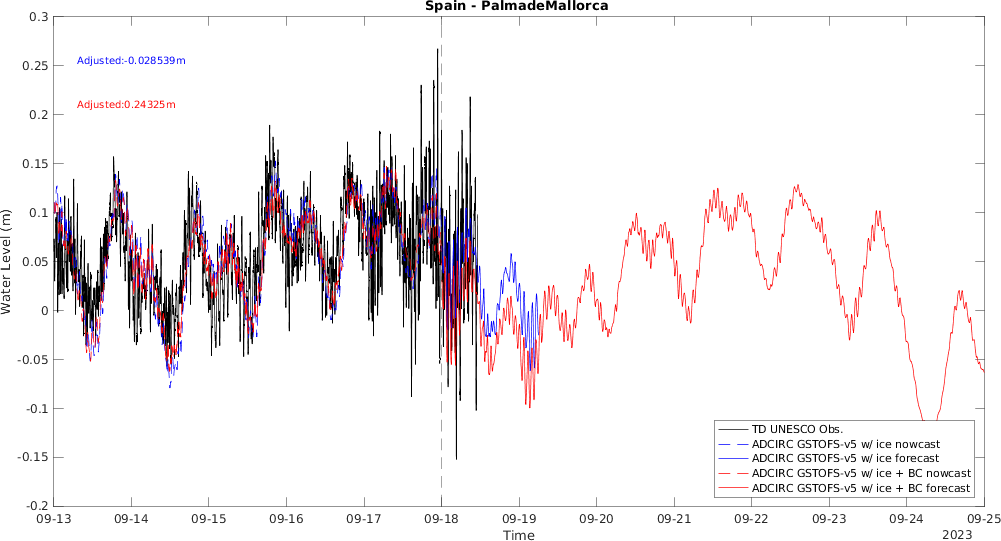 Spain - PalmadeMallorca
0.3
0.25
0.2
0.15
0.1
0.05
0
-0.05
-0.1
-0.15
-0.2
Water Level (m)
Adjusted:-0.028539m
Adjusted:0.24325m
TD UNESCO Obs.
ADCIRC GSTOFS-v5 w/ ice nowcast
ADCIRC GSTOFS-v5 w/ ice forecast
ADCIRC GSTOFS-v5 w/ ice + BC nowcast
ADCIRC GSTOFS-v5 w/ ice + BC forecast
09-13 09-14 09-15 09-16 09-17 09-18 09-19 09-20 09-21 09-22 09-23 09-24 09-25
Time
2023